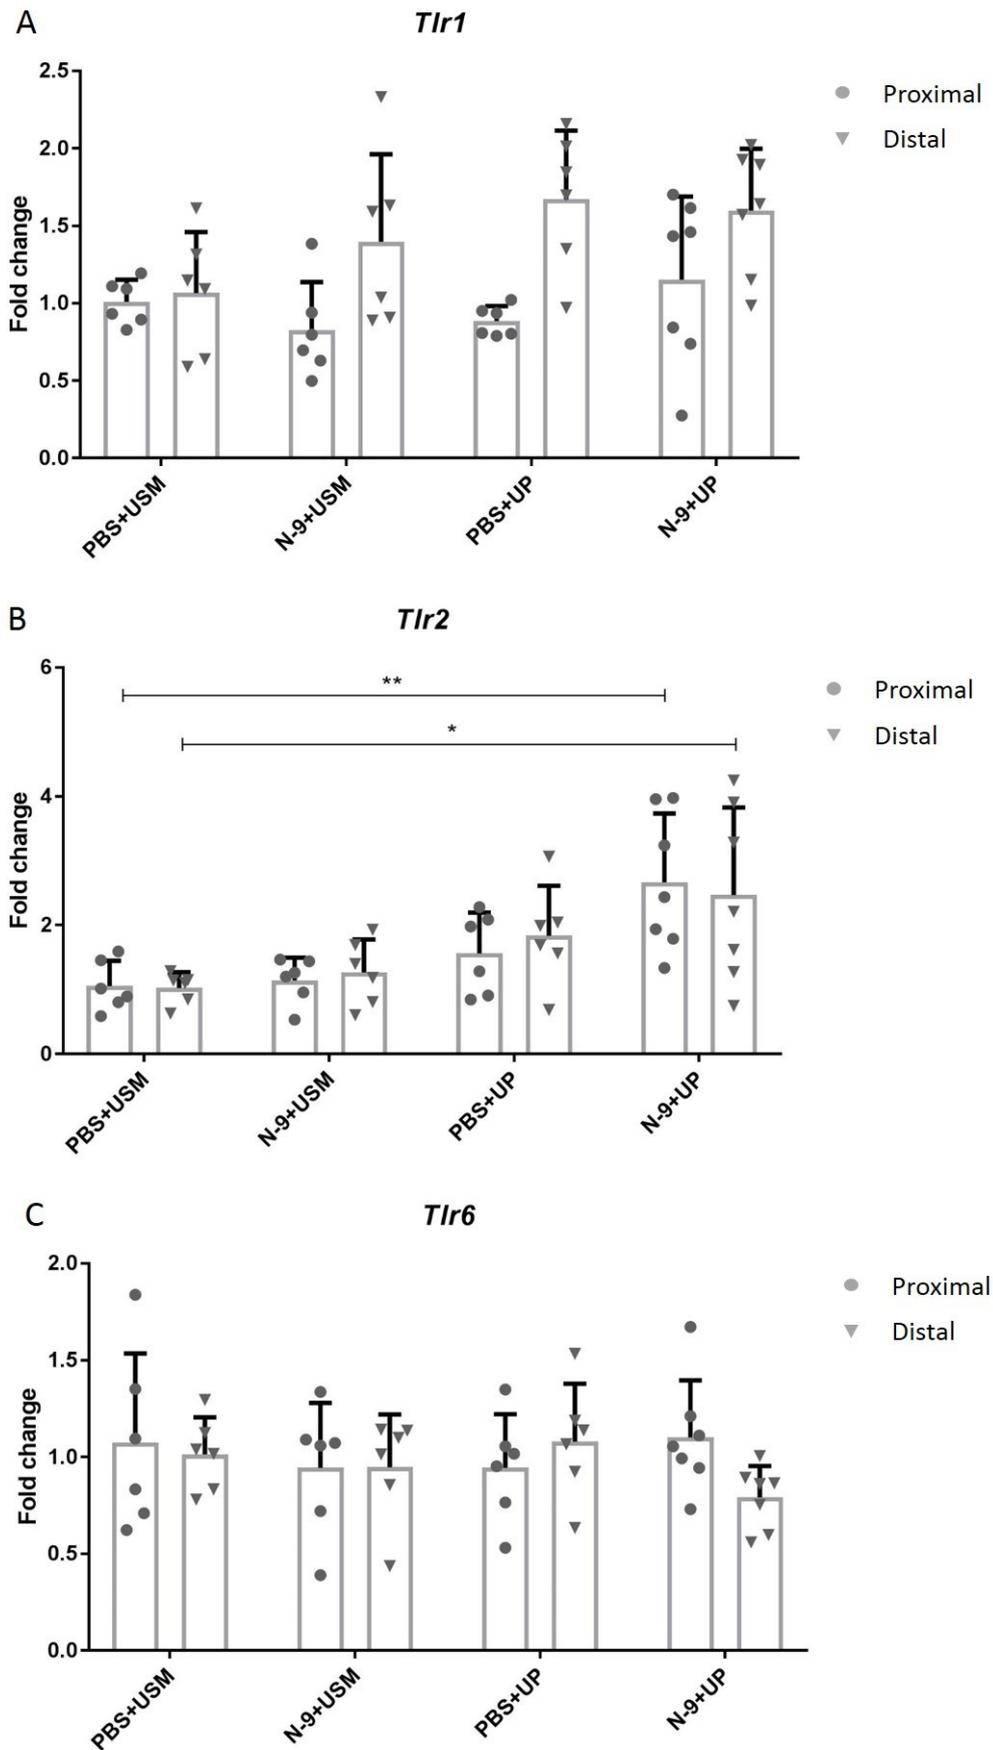 A
Tlr1
2.5
2.0
1.5
1.0
0.5
0.0
Fold change
Proximal
Distal
PBS+USM
N-9+USM
PBS+UP
N-9+UP
B
Tlr2
6
4
2
0
Fold change
**
*
Proximal
Distal
PBS+USM
N-9+USM
PBS+UP
N-9+UP
C
Tlr6
2.0
1.5
1.0
0.5
0.0
Fold change
Proximal
Distal
PBS+USM
N-9+USM
PBS+UP
N-9+UP